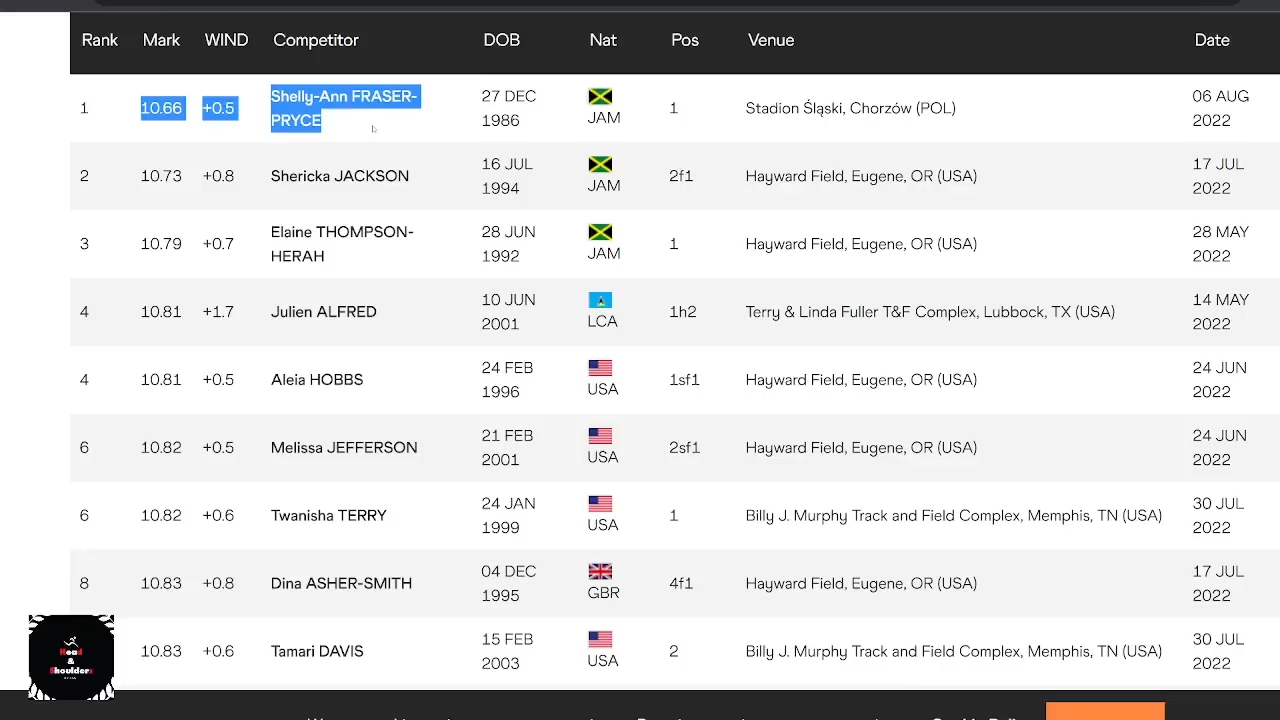 Rank Mark WIND Competitor DOB Nat Pos Venue Date
1 10.66 +0.5 Shelly-Ann FRASER-PRYCE 27 DEC 1986 JAM 1 Stadion Śląski, Chorzów (POL) 06 AUG 2022
2 10.73 +0.8 Shericka JACKSON 16 JUL 1994 JAM 2f1 Hayward Field, Eugene, OR (USA) 17 JUL 2022
3 10.79 +0.7 Elaine THOMPSON-HERAH 28 JUN 1992 JAM 1 Hayward Field, Eugene, OR (USA) 28 MAY 2022
4 10.81 +1.7 Julien ALFRED 10 JUN 2001 LCA 1h2 Terry & Linda Fuller T&F Complex, Lubbock, TX (USA) 14 MAY 2022
4 10.81 +0.5 Aleia HOBBS 24 FEB 1996 USA 1sf1 Hayward Field, Eugene, OR (USA) 24 JUN 2022
6 10.82 +0.5 Melissa JEFFERSON 21 FEB 2001 USA 2sf1 Hayward Field, Eugene, OR (USA) 24 JUN 2022
6 10.82 +0.6 Twanisha TERRY 24 JAN 1999 USA 1 Billy J. Murphy Track and Field Complex, Memphis, TN (USA) 30 JUL 2022
8 10.83 +0.8 Dina ASHER-SMITH 04 DEC 1995 GBR 4f1 Hayward Field, Eugene, OR (USA) 17 JUL 2022
10.83 +0.6 Tamari DAVIS 15 FEB 2003 USA 2 Billy J. Murphy Track and Field Complex, Memphis, TN (USA) 30 JUL 2022
Head
&
Shoulders